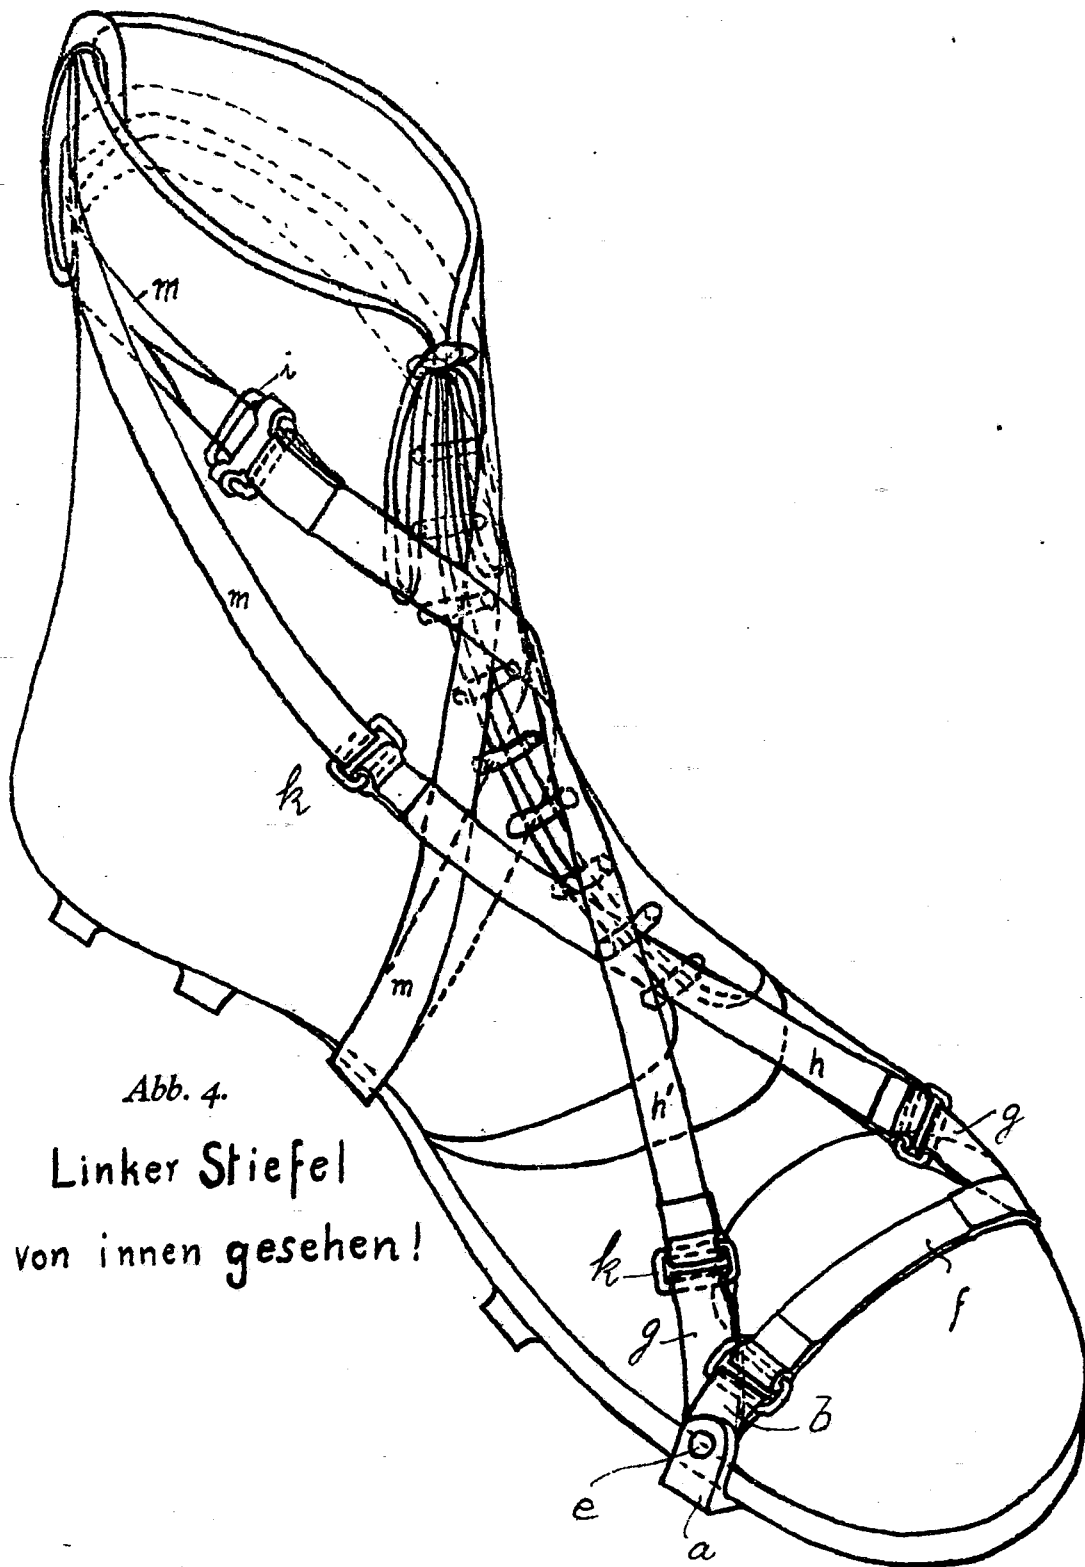 m
i
m
k
m
Abb. 4.
h
g
h'
Linker Stiefel
von innen gesehen!
k
f
g
b
e
a